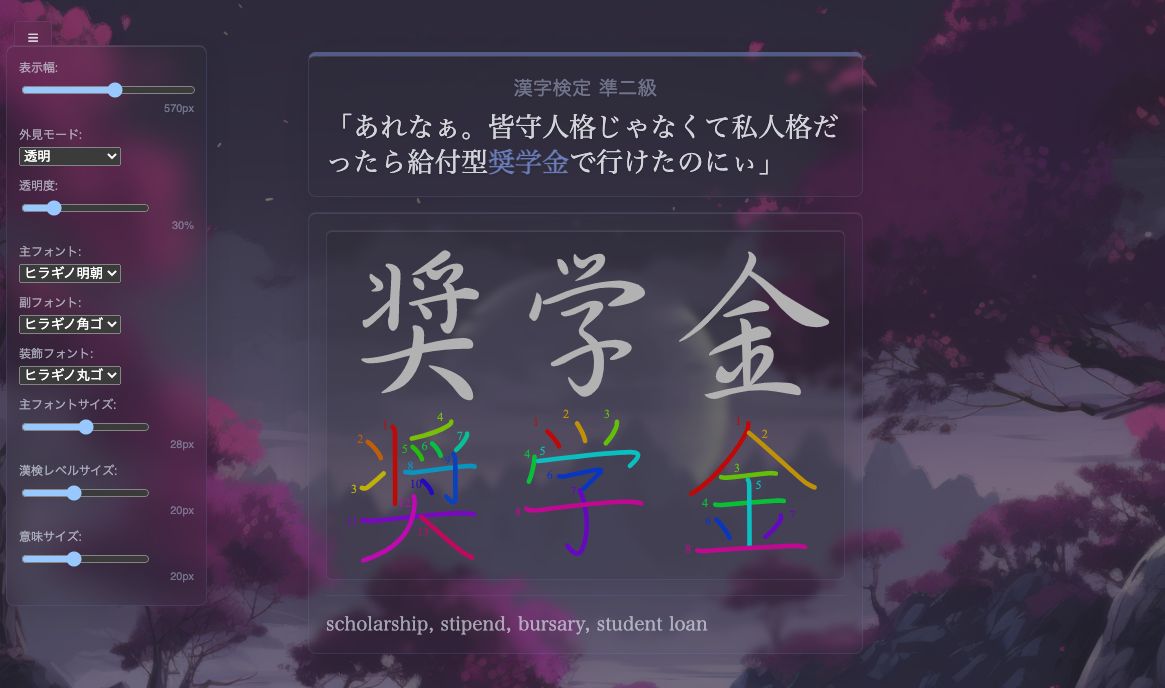 ≡
表示幅:
570px
外見モード:
透明
透明度:
30%
主フォント:
ヒラギノ明朝
副フォント:
ヒラギノ角ゴ
装飾フォント:
ヒラギノ丸ゴ
主フォントサイズ:
28px
漢検レベルサイズ:
20px
意味サイズ:
20px
漢字検定 準二級
「あれなぁ。皆守人格じゃなくて私人格だ
ったら給付型奨学金で行けたのにぃ」
奨学金
奨学金
scholarship, stipend, bursary, student loan